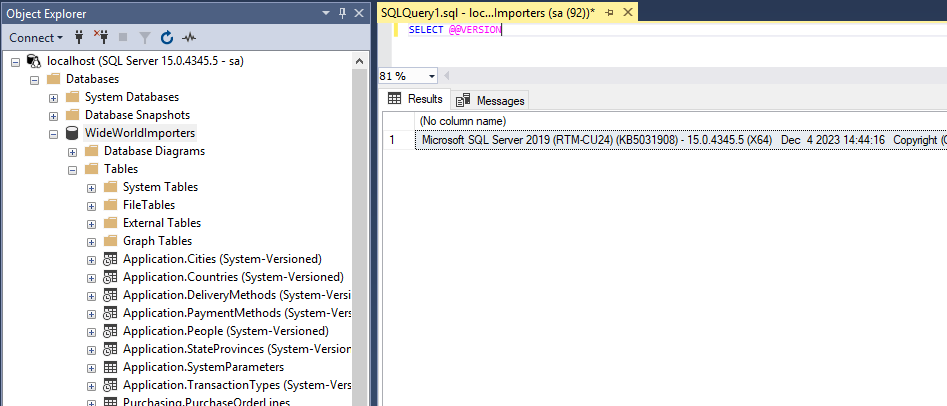 Object Explorer
Connect
localhost (SQL Server 15.0.4345.5 - sa)
Databases
System Databases
Database Snapshots
WideWorldImporters
Database Diagrams
Tables
System Tables
FileTables
External Tables
Graph Tables
Application.Cities (System-Versioned)
Application.Countries (System-Versioned)
Application.DeliveryMethods (System-Versi
Application.PaymentMethods (System-Versi
Application.People (System-Versioned)
Application.StateProvinces (System-Version
Application.SystemParameters
Application.TransactionTypes (System-Versi
Purchasing.PurchaseOrderLines
SQLQuery1.sql - loc...Importers (sa (92))*
SELECT @@VERSION
81 %
Results Messages
(No column name)
1 Microsoft SQL Server 2019 (RTM-CU24) (KB5031908) - 15.0.4345.5 (X64) Dec 4 2023 14:44:16 Copyright (C